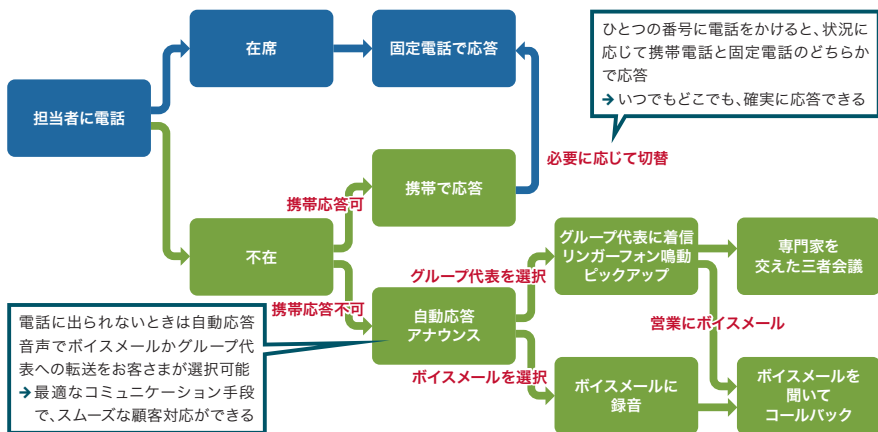 担当者に電話
在席
固定電話で応答
ひとつの番号に電話をかけると、状況に
応じて携帯電話と固定電話のどちらか
で応答
→いつでもどこでも、確実に応答できる
必要に応じて切替
携帯応答可
携帯で応答
不在
携帯応答不可
グループ代表を選択
グループ代表に着信
リンガーフォン鳴動
ピックアップ
専門家を
交えた三者会議
電話に出られないときは自動応答
音声でボイスメールかグループ代
表への転送をお客さまが選択可能
→最適なコミュニケーション手段
で、スムーズな顧客対応ができる
自動応答
アナウンス
営業にボイスメール
ボイスメールを選択
ボイスメールに
録音
ボイスメールを
聞いて
コールバック